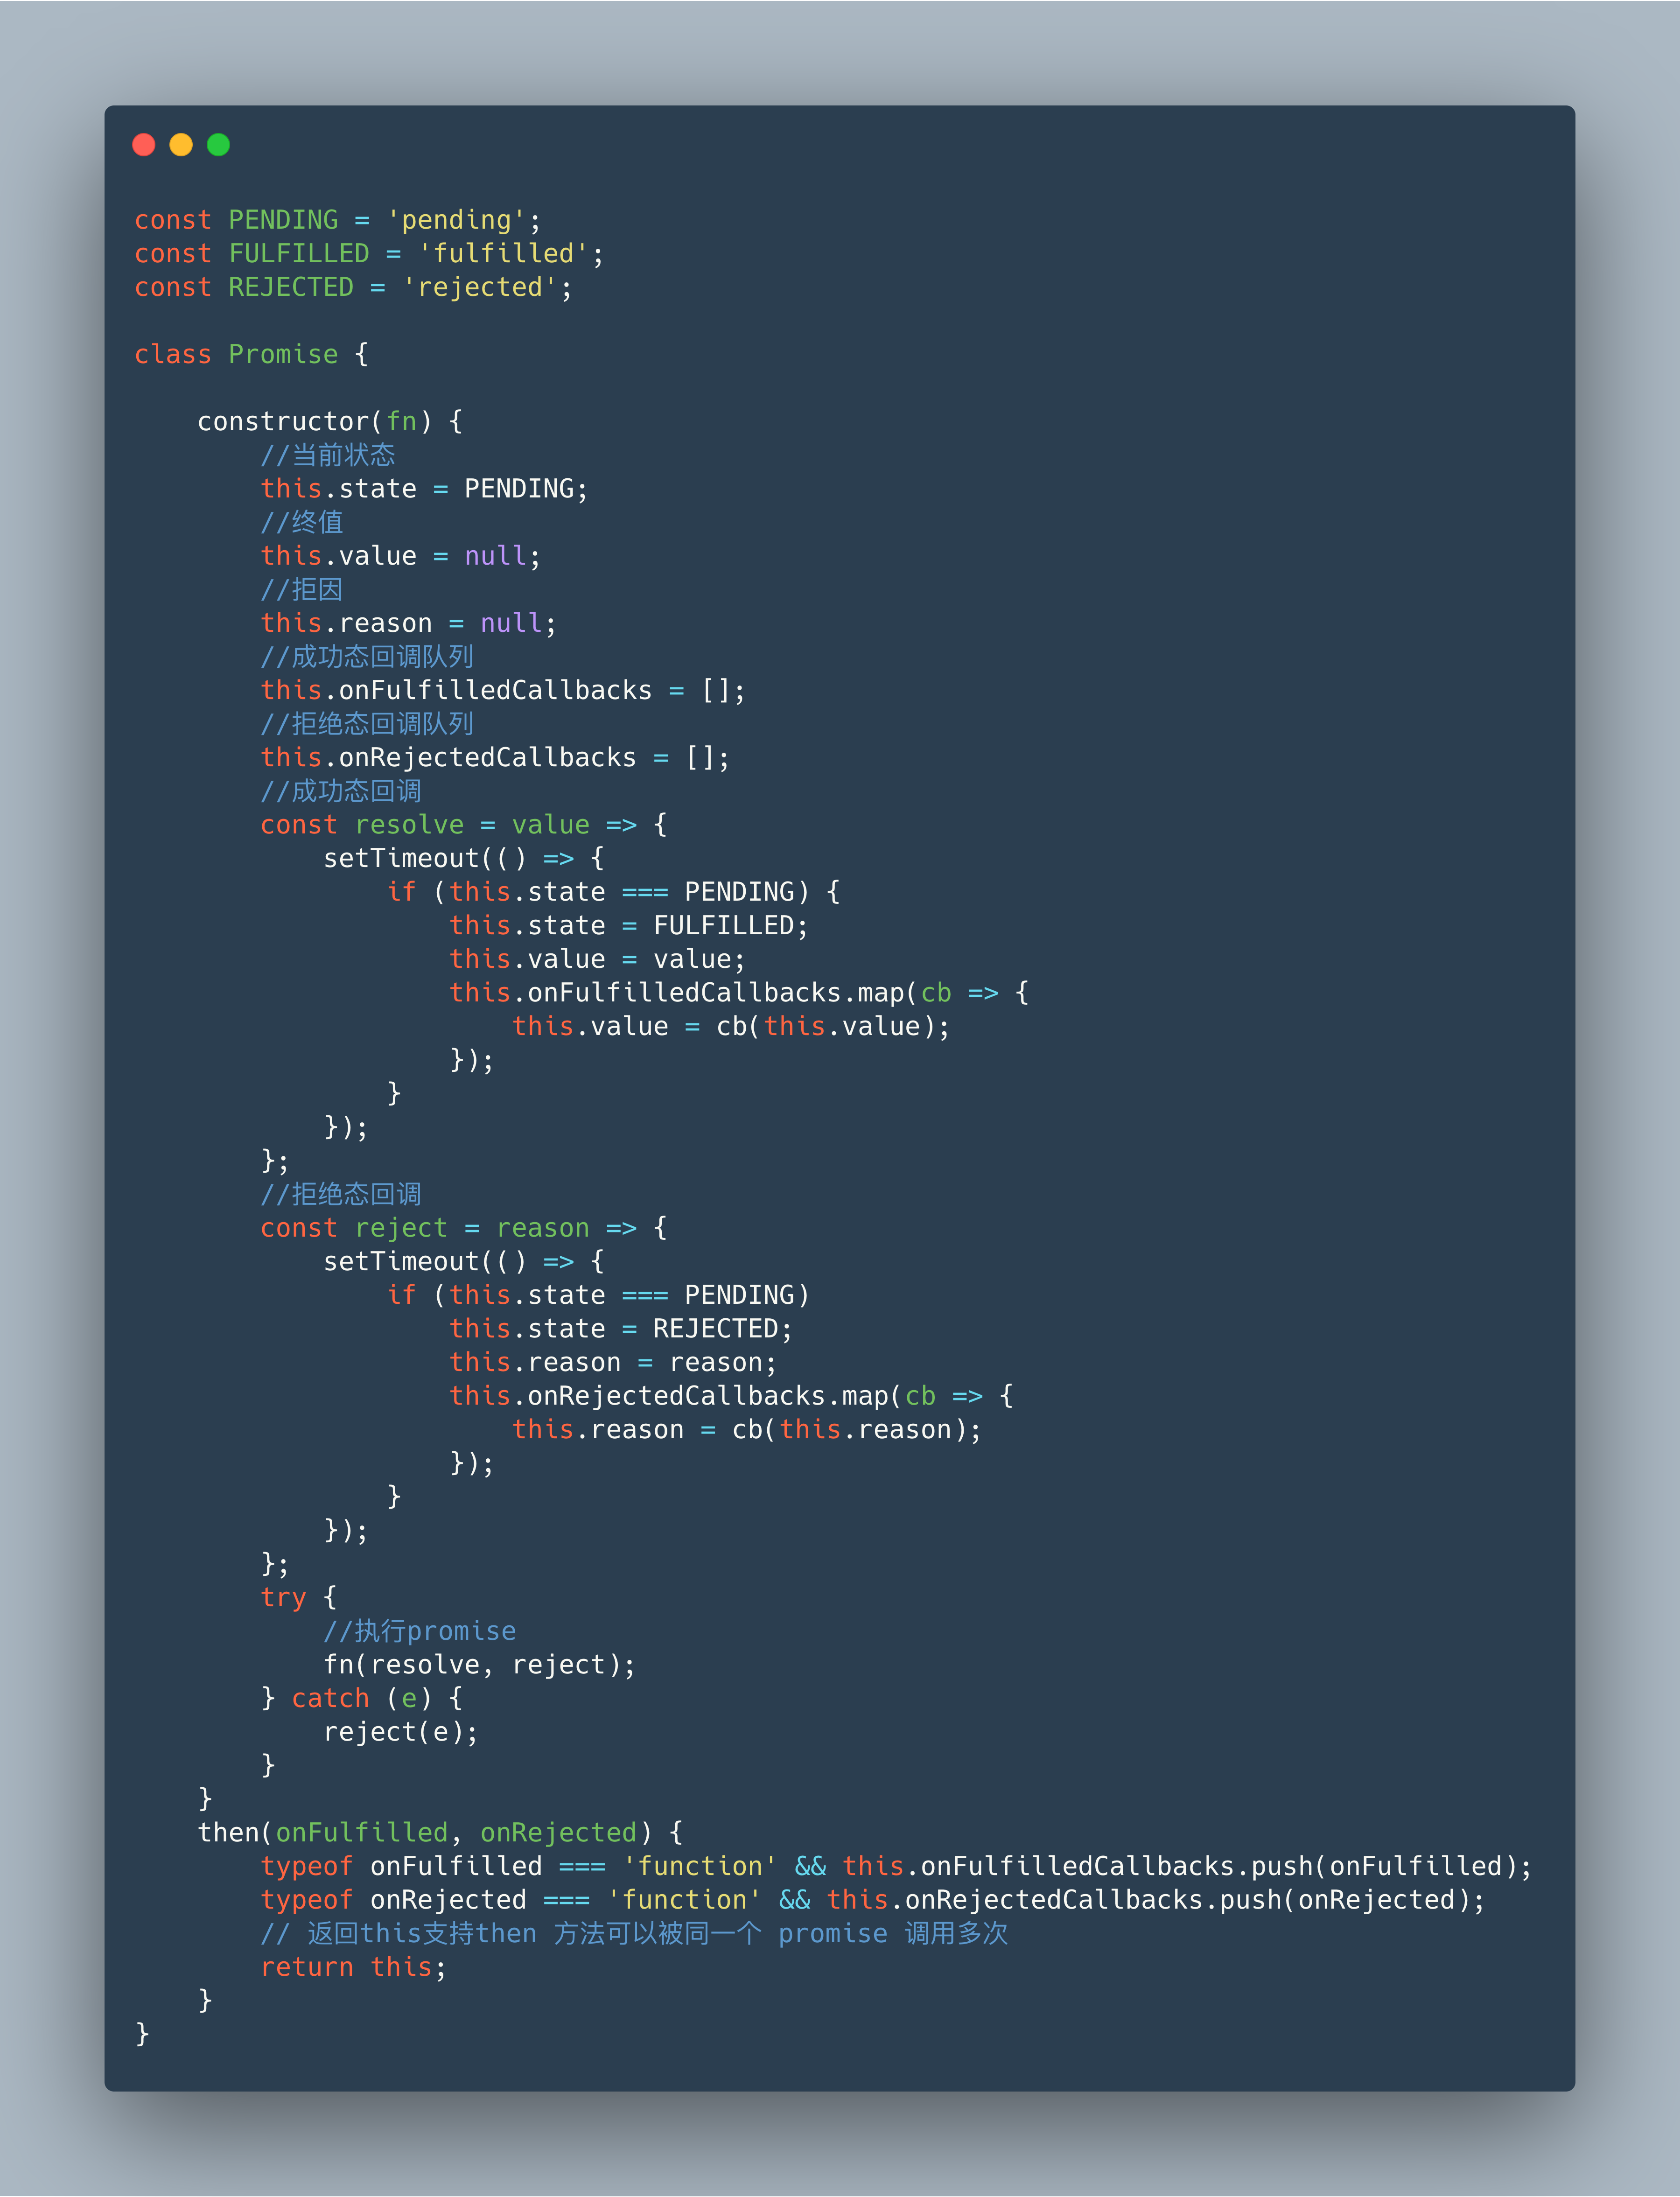 const PENDING = 'pending';
const FULFILLED = 'fulfilled';
const REJECTED = 'rejected';

class Promise {

    constructor(fn) {
        //当前状态
        this.state = PENDING;
        //终值
        this.value = null;
        //拒因
        this.reason = null;
        //成功态回调队列
        this.onFulfilledCallbacks = [];
        //拒绝态回调队列
        this.onRejectedCallbacks = [];
        //成功态回调
        const resolve = value => {
            setTimeout(() => {
                if (this.state === PENDING) {
                    this.state = FULFILLED;
                    this.value = value;
                    this.onFulfilledCallbacks.map(cb => {
                        this.value = cb(this.value);
                    });
                }
            });
        };
        //拒绝态回调
        const reject = reason => {
            setTimeout(() => {
                if (this.state === PENDING)
                    this.state = REJECTED;
                    this.reason = reason;
                    this.onRejectedCallbacks.map(cb => {
                        this.reason = cb(this.reason);
                    });
                }
            });
        };
        try {
            //执行promise
            fn(resolve, reject);
        } catch (e) {
            reject(e);
        }
    }
    then(onFulfilled, onRejected) {
        typeof onFulfilled === 'function' && this.onFulfilledCallbacks.push(onFulfilled);
        typeof onRejected === 'function' && this.onRejectedCallbacks.push(onRejected);
        // 返回this支持then 方法可以被同一个 promise 调用多次
        return this;
    }
}